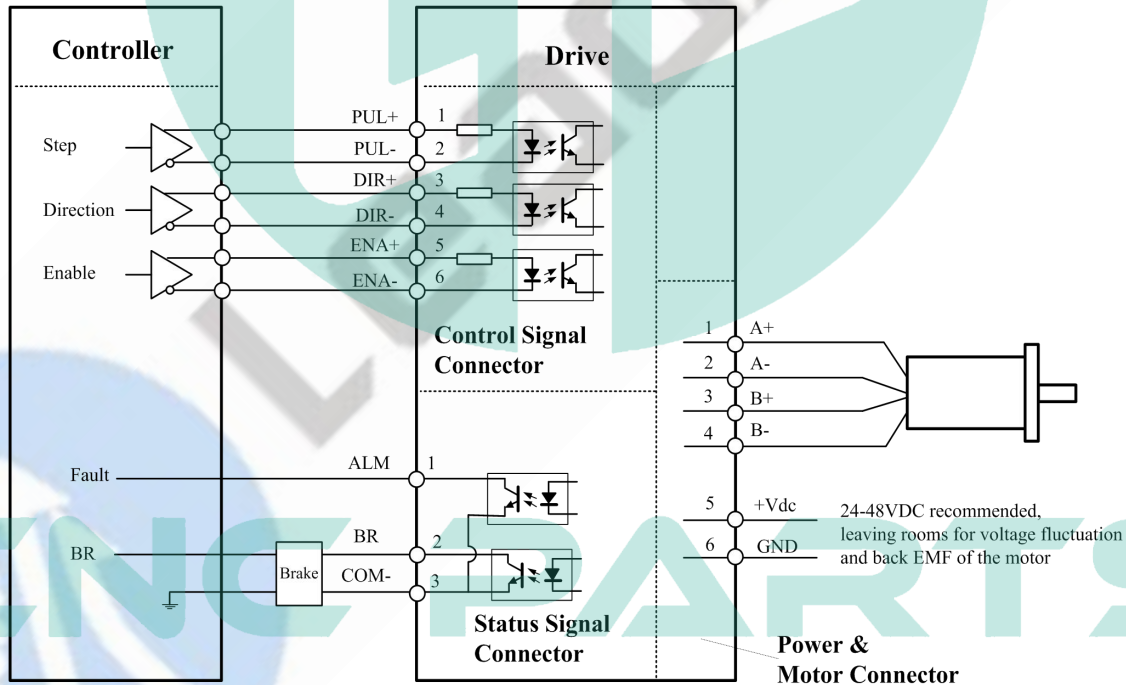 Controller
Drive
Step
Direction
Enable
PUL+ 1
PUL- 2
DIR+ 3
DIR- 4
ENA+ 5
ENA- 6
Control Signal
Connector
1 A+
2 A-
3 B+
4 B-
Fault
ALM 1
BR
BR 2
Brake
COM- 3
Status Signal
Connector
5 +Vdc
6 GND
24-48VDC recommended,
leaving rooms for voltage fluctuation
and back EMF of the motor
Power &
Motor Connector
CNC PARTS